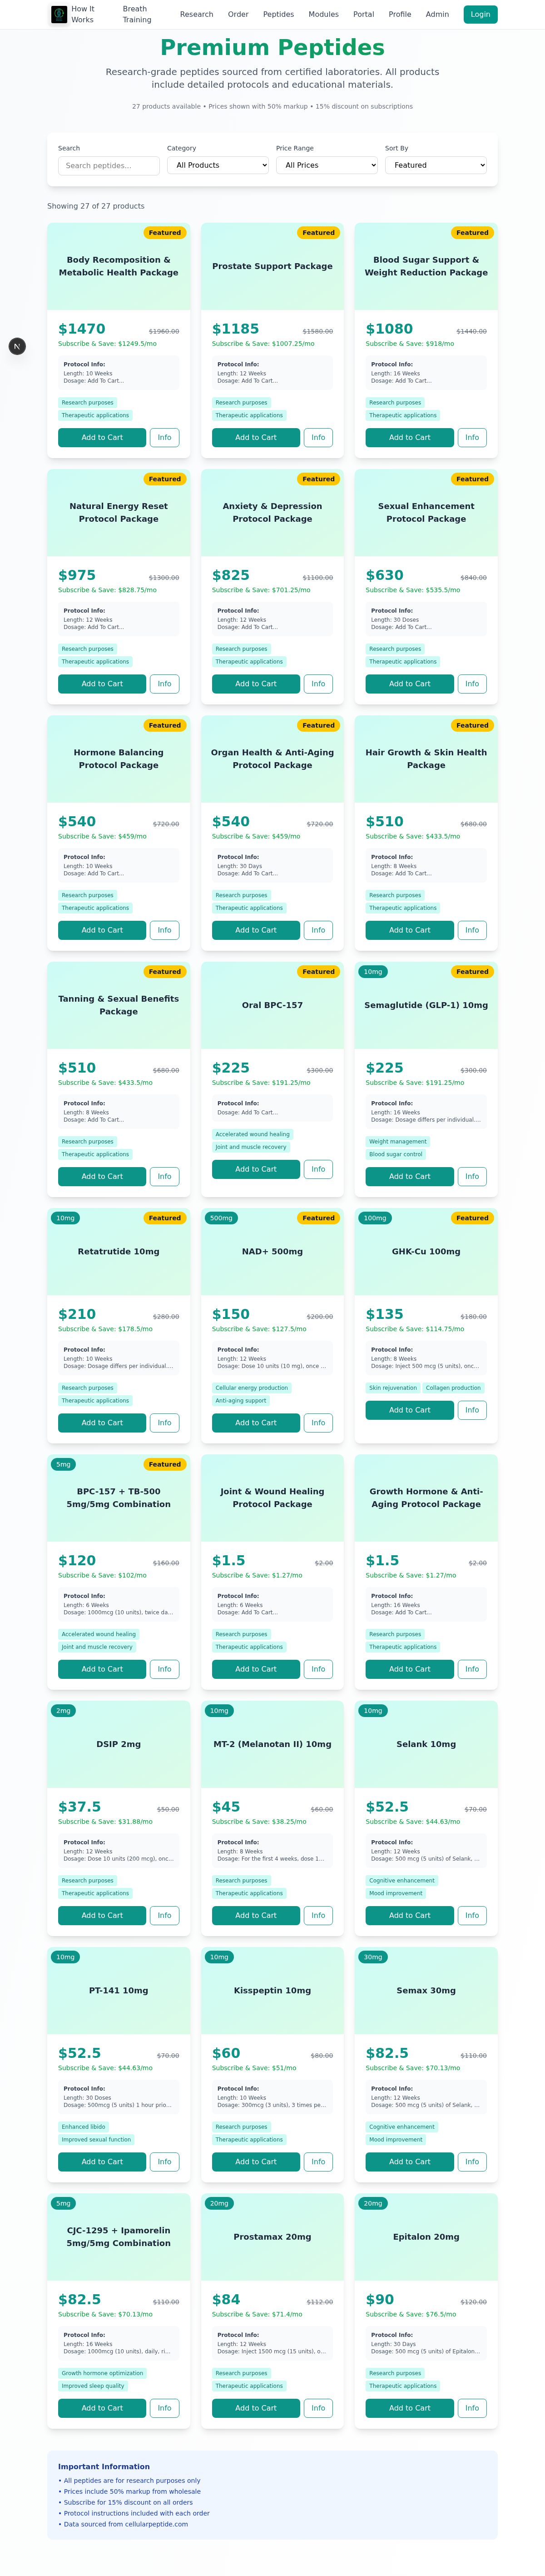 How It Works
Breath Training
Research
Order
Peptides
Modules
Portal
Profile
Admin
Login
Premium Peptides
Research-grade peptides sourced from certified laboratories. All products
include detailed protocols and educational materials.
27 products available • Prices shown with 50% markup • 15% discount on subscriptions
Search
Category
Price Range
Sort By
Search peptides...
All Products
All Prices
Featured
Showing 27 of 27 products
N
Featured
Body Recomposition &
Metabolic Health Package
$1470
$1960.00
Subscribe & Save: $1249.5/mo
Protocol Info:
Length: 10 Weeks
Dosage: Add To Cart...
Research purposes
Therapeutic applications
Add to Cart
Info
Featured
Prostate Support Package
$1185
$1580.00
Subscribe & Save: $1007.25/mo
Protocol Info:
Length: 12 Weeks
Dosage: Add To Cart...
Research purposes
Therapeutic applications
Add to Cart
Info
Featured
Blood Sugar Support &
Weight Reduction Package
$1080
$1440.00
Subscribe & Save: $918/mo
Protocol Info:
Length: 16 Weeks
Dosage: Add To Cart...
Research purposes
Therapeutic applications
Add to Cart
Info
Featured
Natural Energy Reset
Protocol Package
$975
$1300.00
Subscribe & Save: $828.75/mo
Protocol Info:
Length: 12 Weeks
Dosage: Add To Cart...
Research purposes
Therapeutic applications
Add to Cart
Info
Featured
Anxiety & Depression
Protocol Package
$825
$1100.00
Subscribe & Save: $701.25/mo
Protocol Info:
Length: 12 Weeks
Dosage: Add To Cart...
Research purposes
Therapeutic applications
Add to Cart
Info
Featured
Sexual Enhancement
Protocol Package
$630
$840.00
Subscribe & Save: $535.5/mo
Protocol Info:
Length: 30 Doses
Dosage: Add To Cart...
Research purposes
Therapeutic applications
Add to Cart
Info
Featured
Hormone Balancing
Protocol Package
$540
$720.00
Subscribe & Save: $459/mo
Protocol Info:
Length: 10 Weeks
Dosage: Add To Cart...
Research purposes
Therapeutic applications
Add to Cart
Info
Featured
Organ Health & Anti-Aging
Protocol Package
$540
$720.00
Subscribe & Save: $459/mo
Protocol Info:
Length: 30 Days
Dosage: Add To Cart...
Research purposes
Therapeutic applications
Add to Cart
Info
Featured
Hair Growth & Skin Health
Package
$510
$680.00
Subscribe & Save: $433.5/mo
Protocol Info:
Length: 8 Weeks
Dosage: Add To Cart...
Research purposes
Therapeutic applications
Add to Cart
Info
Featured
Tanning & Sexual Benefits
Package
$510
$680.00
Subscribe & Save: $433.5/mo
Protocol Info:
Length: 8 Weeks
Dosage: Add To Cart...
Research purposes
Therapeutic applications
Add to Cart
Info
Featured
Oral BPC-157
$225
$300.00
Subscribe & Save: $191.25/mo
Protocol Info:
Dosage: Add To Cart...
Accelerated wound healing
Joint and muscle recovery
Add to Cart
Info
10mg
Featured
Semaglutide (GLP-1) 10mg
$225
$300.00
Subscribe & Save: $191.25/mo
Protocol Info:
Length: 16 Weeks
Dosage: Dosage differs per individual....
Weight management
Blood sugar control
Add to Cart
Info
10mg
Featured
Retatrutide 10mg
$210
$280.00
Subscribe & Save: $178.5/mo
Protocol Info:
Length: 10 Weeks
Dosage: Dosage differs per individual....
Research purposes
Therapeutic applications
Add to Cart
Info
500mg
Featured
NAD+ 500mg
$150
$200.00
Subscribe & Save: $127.5/mo
Protocol Info:
Length: 12 Weeks
Dosage: Dose 10 units (10 mg), once ...
Cellular energy production
Anti-aging support
Add to Cart
Info
100mg
Featured
GHK-Cu 100mg
$135
$180.00
Subscribe & Save: $114.75/mo
Protocol Info:
Length: 8 Weeks
Dosage: Inject 500 mcg (5 units), onc...
Skin rejuvenation
Collagen production
Add to Cart
Info
5mg
Featured
BPC-157 + TB-500
5mg/5mg Combination
$120
$160.00
Subscribe & Save: $102/mo
Protocol Info:
Length: 6 Weeks
Dosage: 1000mcg (10 units), twice da...
Accelerated wound healing
Joint and muscle recovery
Add to Cart
Info
Joint & Wound Healing
Protocol Package
$1.5
$2.00
Subscribe & Save: $1.27/mo
Protocol Info:
Length: 6 Weeks
Dosage: Add To Cart...
Research purposes
Therapeutic applications
Add to Cart
Info
Growth Hormone & Anti-
Aging Protocol Package
$1.5
$2.00
Subscribe & Save: $1.27/mo
Protocol Info:
Length: 16 Weeks
Dosage: Add To Cart...
Research purposes
Therapeutic applications
Add to Cart
Info
2mg
DSIP 2mg
$37.5
$50.00
Subscribe & Save: $31.88/mo
Protocol Info:
Length: 12 Weeks
Dosage: Dose 10 units (200 mcg), onc...
Research purposes
Therapeutic applications
Add to Cart
Info
10mg
MT-2 (Melanotan II) 10mg
$45
$60.00
Subscribe & Save: $38.25/mo
Protocol Info:
Length: 8 Weeks
Dosage: For the first 4 weeks, dose 1...
Research purposes
Therapeutic applications
Add to Cart
Info
10mg
Selank 10mg
$52.5
$70.00
Subscribe & Save: $44.63/mo
Protocol Info:
Length: 12 Weeks
Dosage: 500 mcg (5 units) of Selank, ...
Cognitive enhancement
Mood improvement
Add to Cart
Info
10mg
PT-141 10mg
$52.5
$70.00
Subscribe & Save: $44.63/mo
Protocol Info:
Length: 30 Doses
Dosage: 500mcg (5 units) 1 hour prio...
Enhanced libido
Improved sexual function
Add to Cart
Info
10mg
Kisspeptin 10mg
$60
$80.00
Subscribe & Save: $51/mo
Protocol Info:
Length: 10 Weeks
Dosage: 300mcg (3 units), 3 times pe...
Research purposes
Therapeutic applications
Add to Cart
Info
30mg
Semax 30mg
$82.5
$110.00
Subscribe & Save: $70.13/mo
Protocol Info:
Length: 12 Weeks
Dosage: 500 mcg (5 units) of Selank, ...
Cognitive enhancement
Mood improvement
Add to Cart
Info
5mg
CJC-1295 + Ipamorelin
5mg/5mg Combination
$82.5
$110.00
Subscribe & Save: $70.13/mo
Protocol Info:
Length: 16 Weeks
Dosage: 1000mcg (10 units), daily, ri...
Growth hormone optimization
Improved sleep quality
Add to Cart
Info
20mg
Prostamax 20mg
$84
$112.00
Subscribe & Save: $71.4/mo
Protocol Info:
Length: 12 Weeks
Dosage: Inject 1500 mcg (15 units), o...
Research purposes
Therapeutic applications
Add to Cart
Info
20mg
Epitalon 20mg
$90
$120.00
Subscribe & Save: $76.5/mo
Protocol Info:
Length: 30 Days
Dosage: 500 mcg (5 units) of Epitalon...
Research purposes
Therapeutic applications
Add to Cart
Info
Important Information
• All peptides are for research purposes only
• Prices include 50% markup from wholesale
• Subscribe for 15% discount on all orders
• Protocol instructions included with each order
• Data sourced from cellularpeptide.com